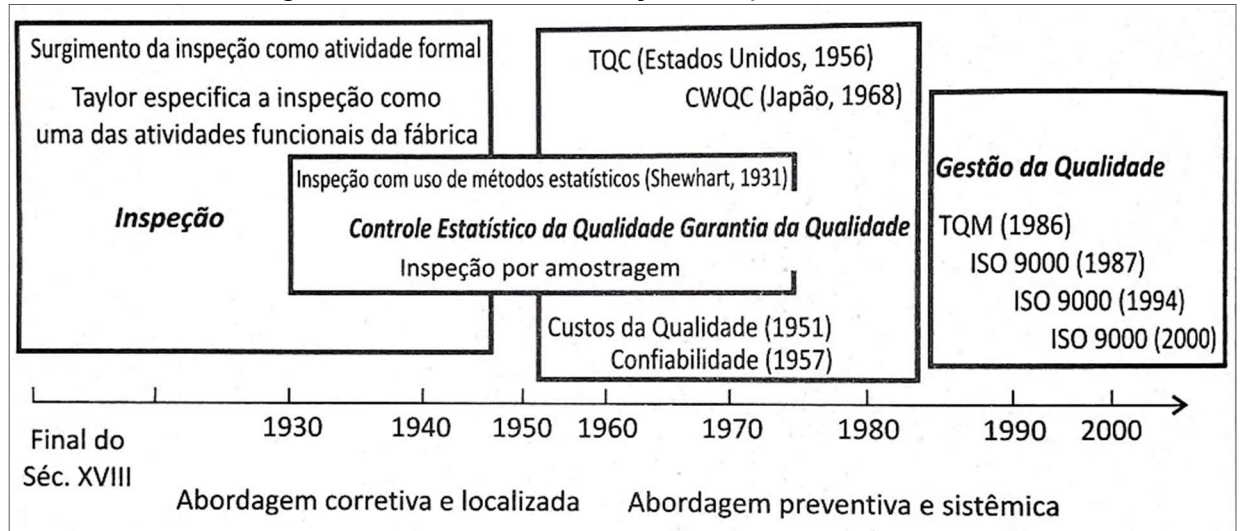 Surgimento da inspeção como atividade formal
Taylor especifica a inspeção como
uma das atividades funcionais da fábrica
Inspeção
Inspeção com uso de métodos estatísticos (Shewhart, 1931)
Controle Estatístico da Qualidade
Inspeção por amostragem
TQC (Estados Unidos, 1956)
CWQC (Japão, 1968)
Garantia da Qualidade
Custos da Qualidade (1951)
Confiabilidade (1957)
Gestão da Qualidade
TQM (1986)
ISO 9000 (1987)
ISO 9000 (1994)
ISO 9000 (2000)
Final do
Séc. XVIII
1930
1940
1950
1960
1970
1980
1990
2000
Abordagem corretiva e localizada
Abordagem preventiva e sistêmica